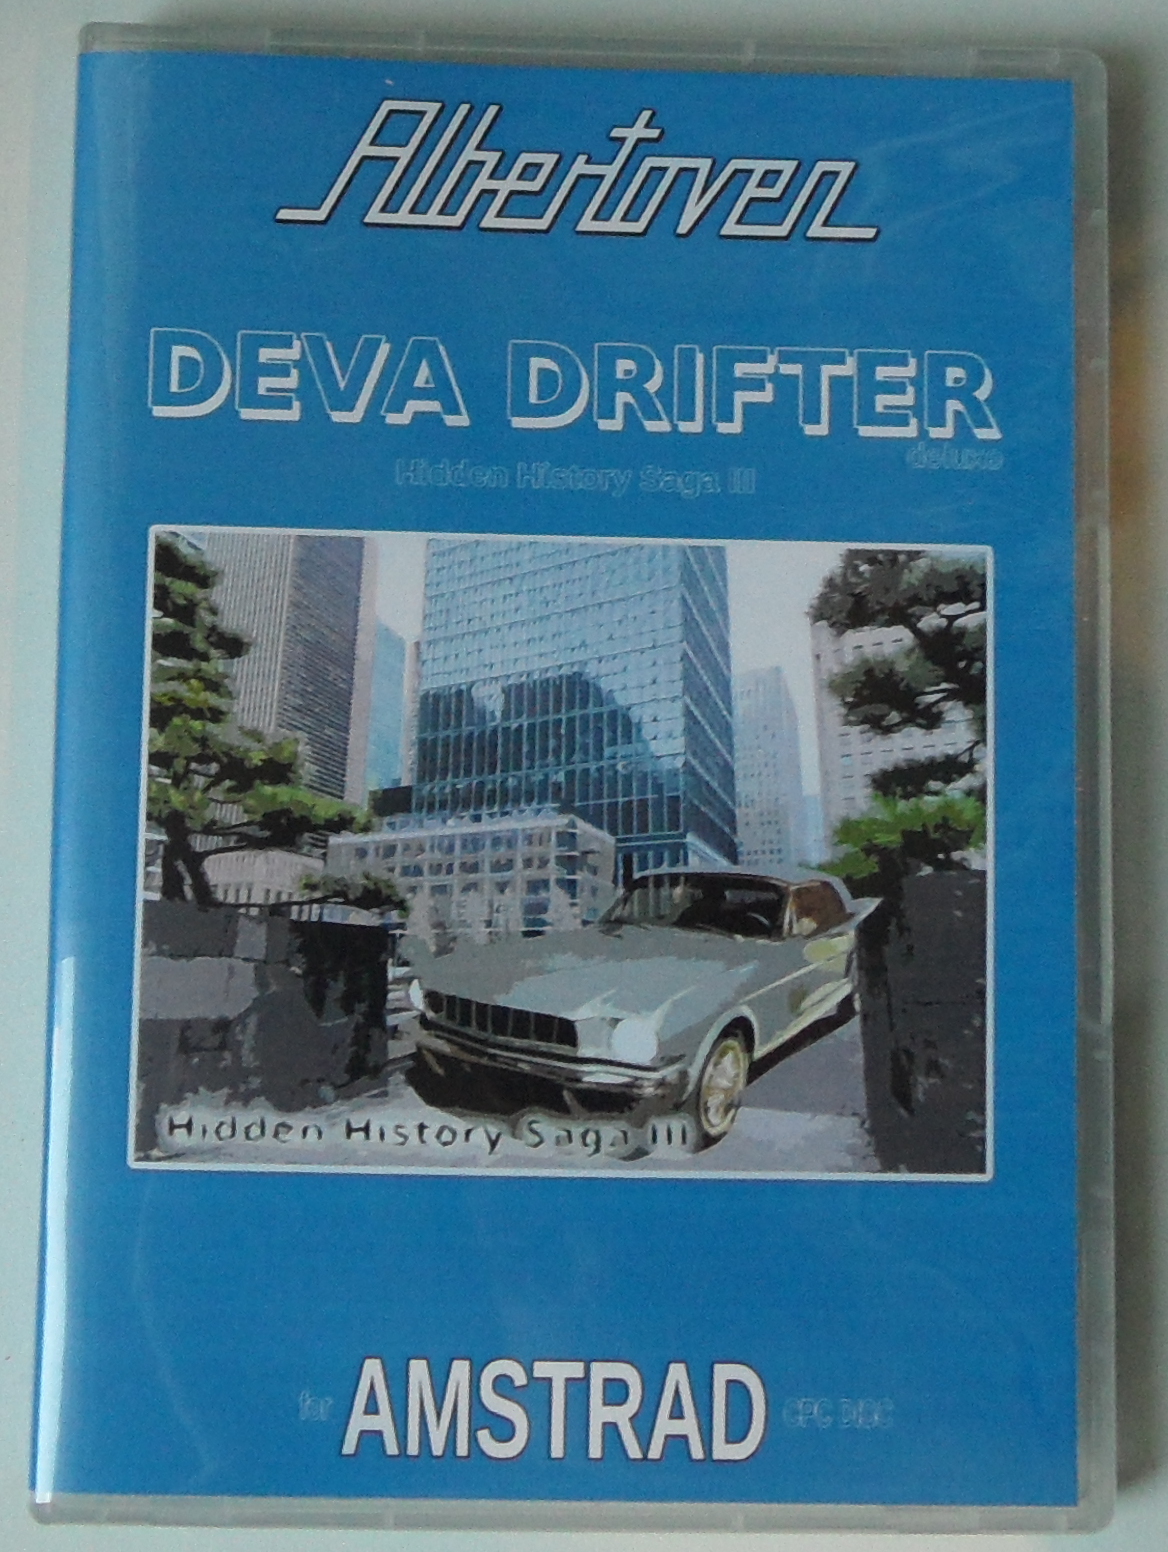 Albertoven
DEVA DRIFTER
deluxe
Hidden History Saga III
Hidden History Saga III
for AMSTRAD CPC DISC